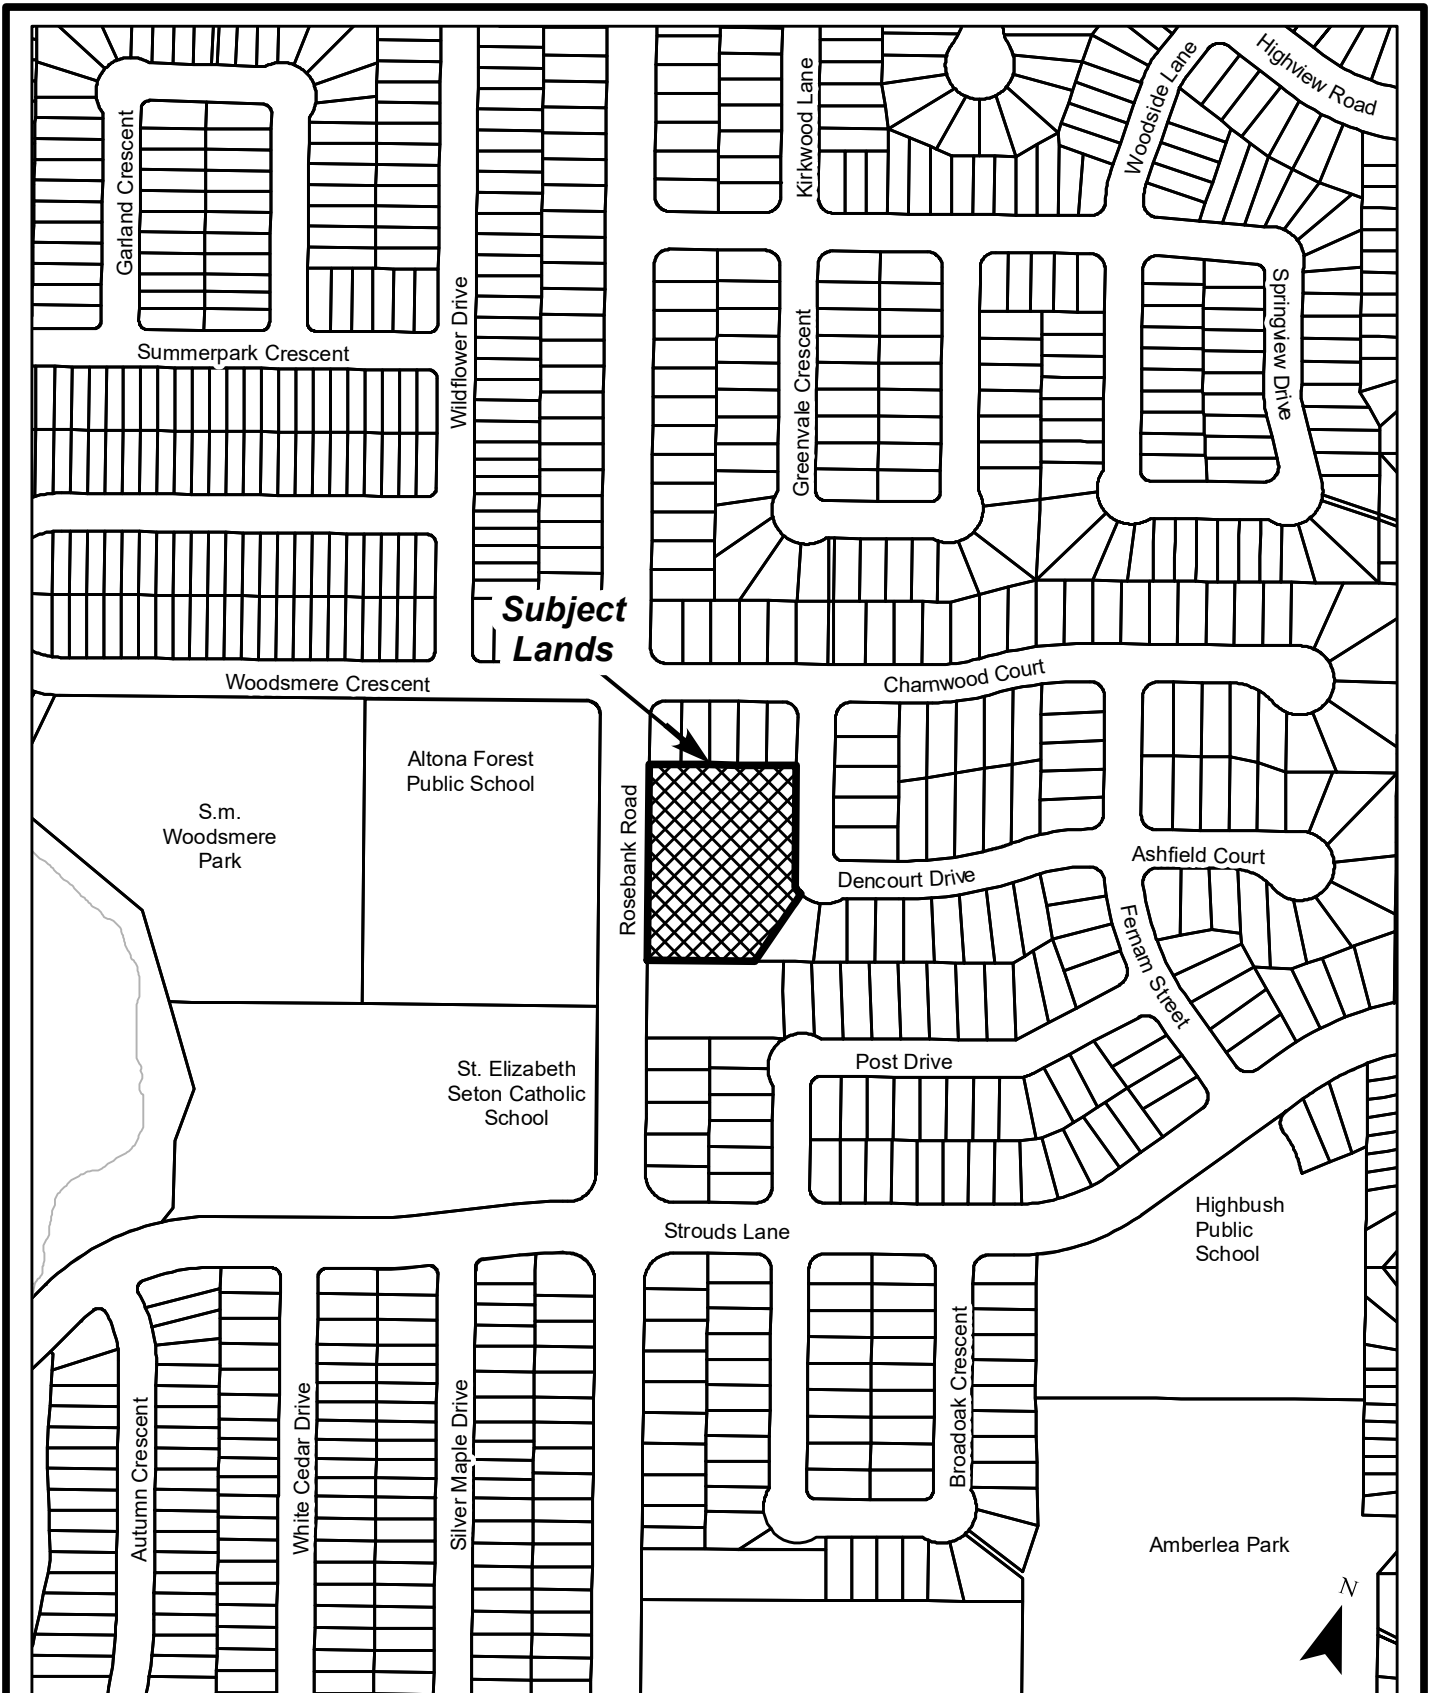 Highview Road
Woodside Lane
Kirkwood Lane
Garland Crescent
Springview Drive
Wildflower Drive
Greenvale Crescent
Summerpark Crescent
Subject
Lands
Charnwood Court
Woodsmere Crescent
Altona Forest
Public School
S.m.
Woodsmere
Park
Rosebank Road
Ashfield Court
Dencourt Drive
Fernam Street
Post Drive
St. Elizabeth
Seton Catholic
School
Highbush
Public
School
Strouds Lane
Broadoak Crescent
Autumn Crescent
White Cedar Drive
Silver Maple Drive
Amberlea Park
N